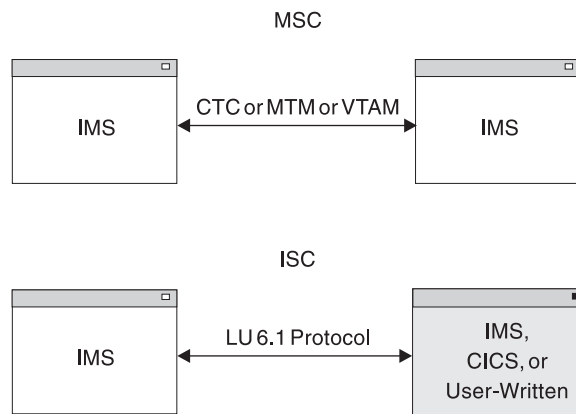 MSC
IMS
CTC or MTM or VTAM
IMS
ISC
IMS
LU 6.1 Protocol
IMS,
CICS, or
User-Written